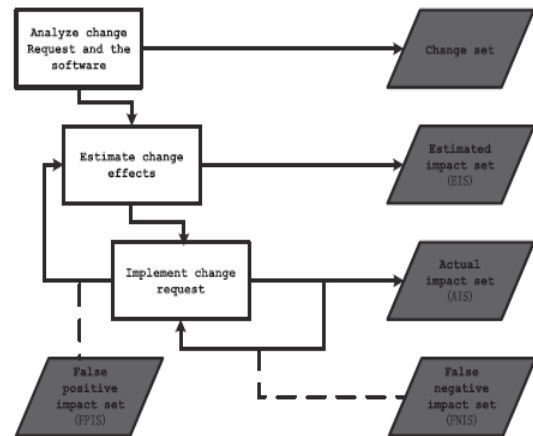 Analyze change
Request and the
software
Change set
Estimate change
effects
Estimated
impact set
(EIS)
Implement change
request
Actual
impact set
(AIS)
False
positive
impact set
(FPIS)
False
negative
impact set
(FNIS)